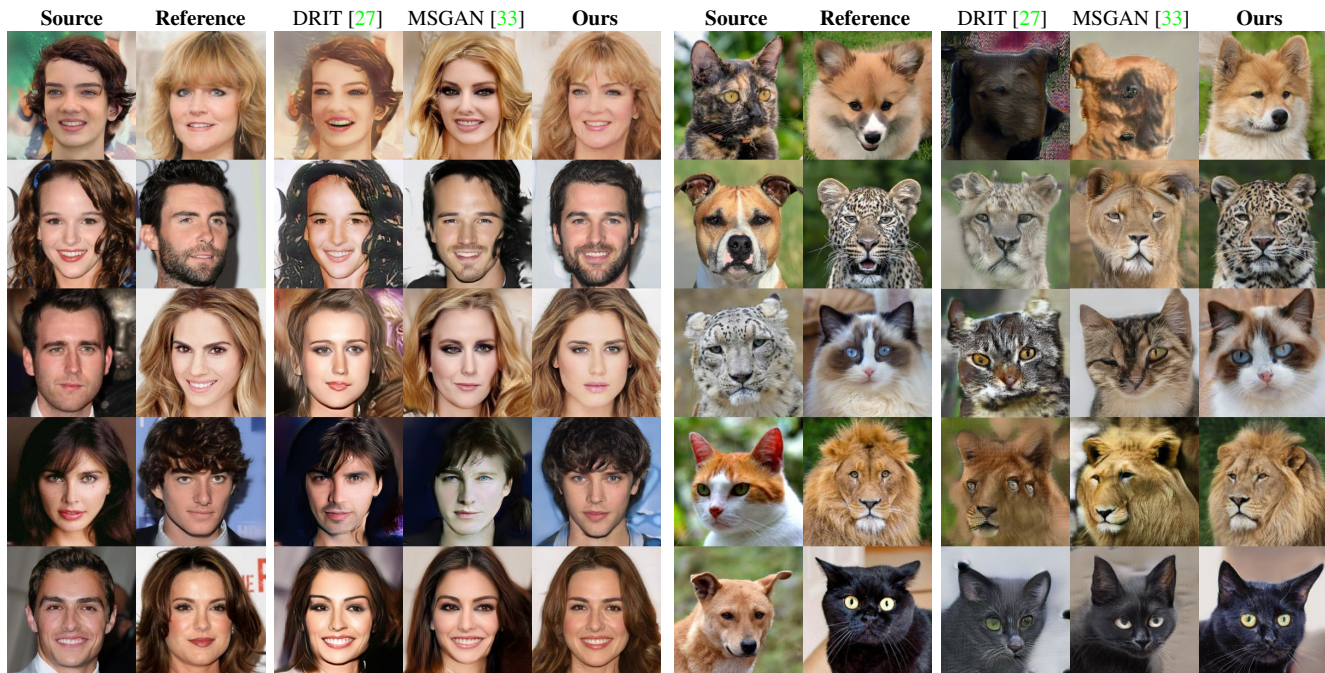 Source Reference DRIT [27] MSGAN [33] Ours Source Reference DRIT [27] MSGAN [33] Ours